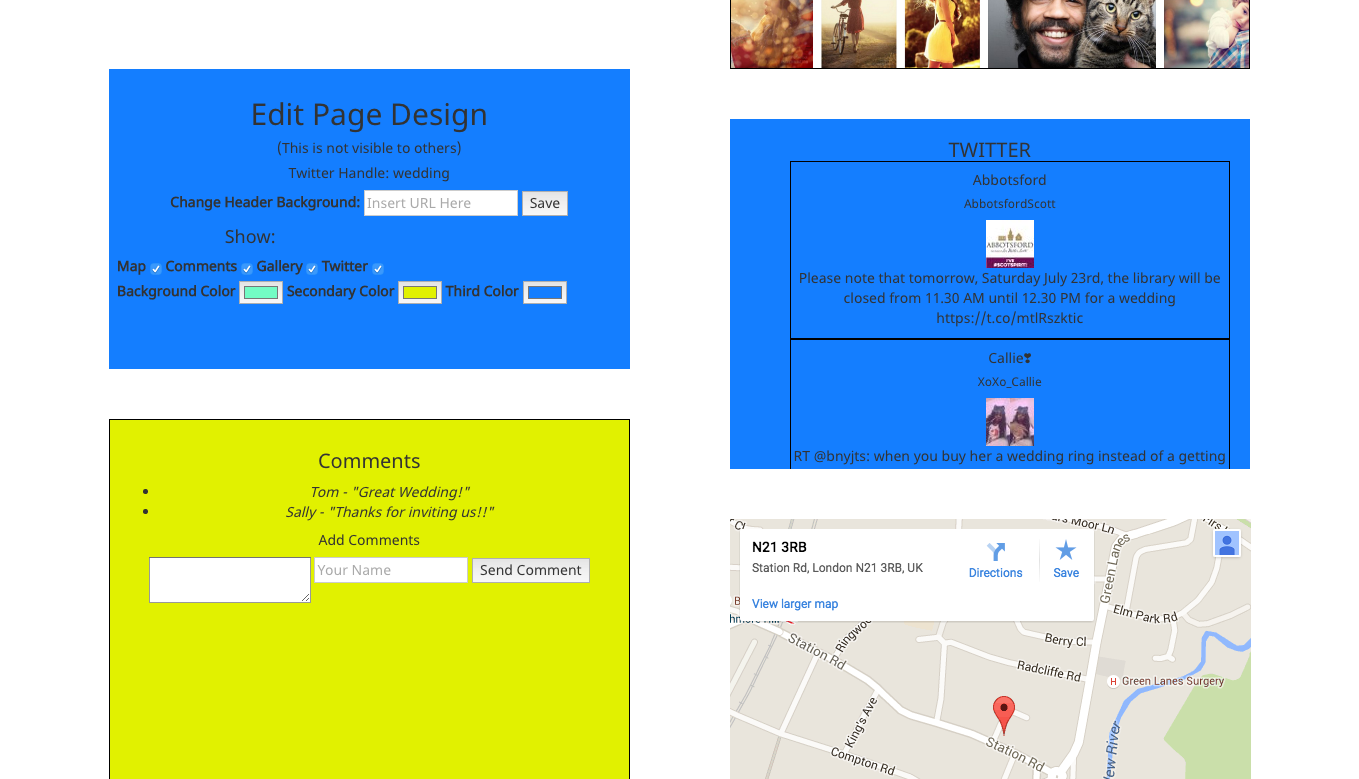 Edit Page Design
(This is not visible to others)
Twitter Handle: wedding
Change Header Background: Insert URL Here Save
Show:
Map Comments Gallery Twitter
Background Color Secondary Color Third Color
Comments
Tom - "Great Wedding!"
Sally - "Thanks for inviting us!!"
Add Comments
Your Name Send Comment
TWITTER
Abbotsford
AbbotsfordScott
ABBOTSFORD
I'VE
#SCOTSPIRIT!
Please note that tomorrow, Saturday July 23rd, the library will be
closed from 11.30 AM until 12.30 PM for a wedding
https://t.co/mtlRszktic
Callie❣
XoXo_Callie
RT @bnyjts: when you buy her a wedding ring instead of a getting
N21 3RB
Station Rd, London N21 3RB, UK
Directions
Save
View larger map
Moor Ln
Green Lanes
Elm Park Rd
Station Rd
Berry Cl
Radcliffe Rd
H Green Lanes Surgery
King's Ave
Station Rd
Compton Rd